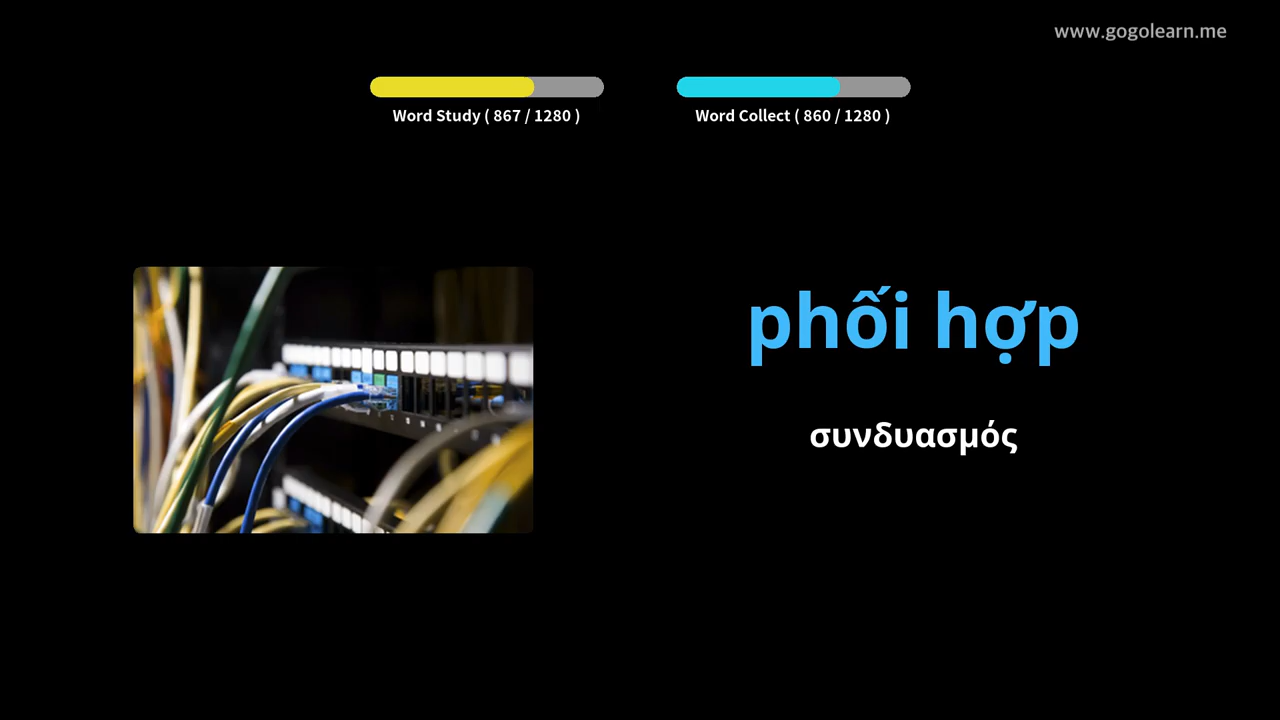 www.gogolearn.me
Word Study ( 867 / 1280 )
Word Collect ( 860 / 1280 )
phối hợp
συνδυασμός